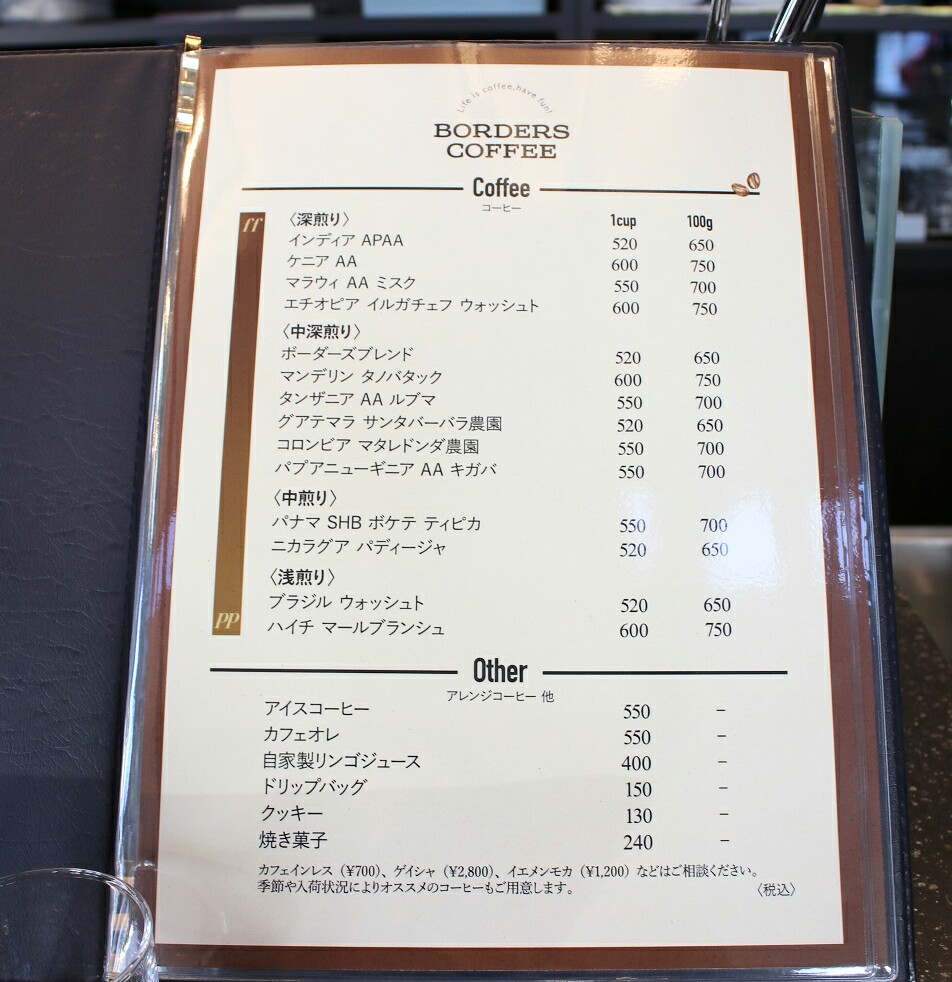 Life is coffee, have fun!
BORDERS
COFFEE
Coffee
コーヒー
ff
〈深煎り〉 1cup 100g
インディア APAA 520 650
ケニア AA 600 750
マラウィ AA ミスク 550 700
エチオピア イルガチェフ ウォッシュト 600 750
〈中深煎り〉
ボーダーズブレンド 520 650
マンデリン タノバタック 600 750
タンザニア AA ルブマ 550 700
グアテマラ サンタバーバラ農園 520 650
コロンビア マタレドンダ農園 550 700
パプアニューギニア AA キガバ 550 700
〈中煎り〉
パナマ SHB ボケテ ティピカ 550 700
ニカラグア パディージャ 520 650
〈浅煎り〉
ブラジル ウォッシュト 520 650
pp
ハイチ マールブランシュ 600 750
Other
アレンジコーヒー 他
アイスコーヒー 550 −
カフェオレ 550 −
自家製リンゴジュース 400 −
ドリップバッグ 150 −
クッキー 130 −
焼き菓子 240 −
カフェインレス（¥700）、ゲイシャ（¥2,800）、イエメンモカ（¥1,200）などはご相談ください。
季節や入荷状況によりオススメのコーヒーもご用意します。 〈税込〉